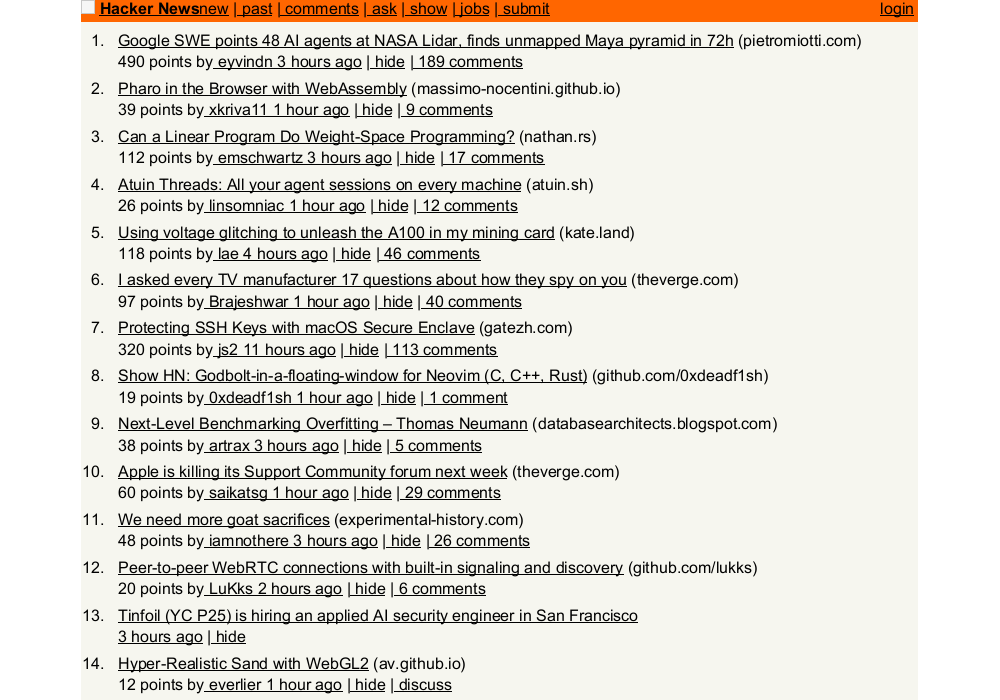 Hacker Newsnew | past | comments | ask | show | jobs | submit login
1. Google SWE points 48 AI agents at NASA Lidar, finds unmapped Maya pyramid in 72h (pietromiotti.com)
490 points by eyvindn 3 hours ago | hide | 189 comments
2. Pharo in the Browser with WebAssembly (massimo-nocentini.github.io)
39 points by xkriva11 1 hour ago | hide | 9 comments
3. Can a Linear Program Do Weight-Space Programming? (nathan.rs)
112 points by emschwartz 3 hours ago | hide | 17 comments
4. Atuin Threads: All your agent sessions on every machine (atuin.sh)
26 points by linsomniac 1 hour ago | hide | 12 comments
5. Using voltage glitching to unleash the A100 in my mining card (kate.land)
118 points by lae 4 hours ago | hide | 46 comments
6. I asked every TV manufacturer 17 questions about how they spy on you (theverge.com)
97 points by Brajeshwar 1 hour ago | hide | 40 comments
7. Protecting SSH Keys with macOS Secure Enclave (gatezh.com)
320 points by js2 11 hours ago | hide | 113 comments
8. Show HN: Godbolt-in-a-floating-window for Neovim (C, C++, Rust) (github.com/0xdeadf1sh)
19 points by 0xdeadf1sh 1 hour ago | hide | 1 comment
9. Next-Level Benchmarking Overfitting – Thomas Neumann (databasearchitects.blogspot.com)
38 points by artrax 3 hours ago | hide | 5 comments
10. Apple is killing its Support Community forum next week (theverge.com)
60 points by saikatsg 1 hour ago | hide | 29 comments
11. We need more goat sacrifices (experimental-history.com)
48 points by iamnothere 3 hours ago | hide | 26 comments
12. Peer-to-peer WebRTC connections with built-in signaling and discovery (github.com/lukks)
20 points by LuKks 2 hours ago | hide | 6 comments
13. Tinfoil (YC P25) is hiring an applied AI security engineer in San Francisco
3 hours ago | hide
14. Hyper-Realistic Sand with WebGL2 (av.github.io)
12 points by everlier 1 hour ago | hide | discuss